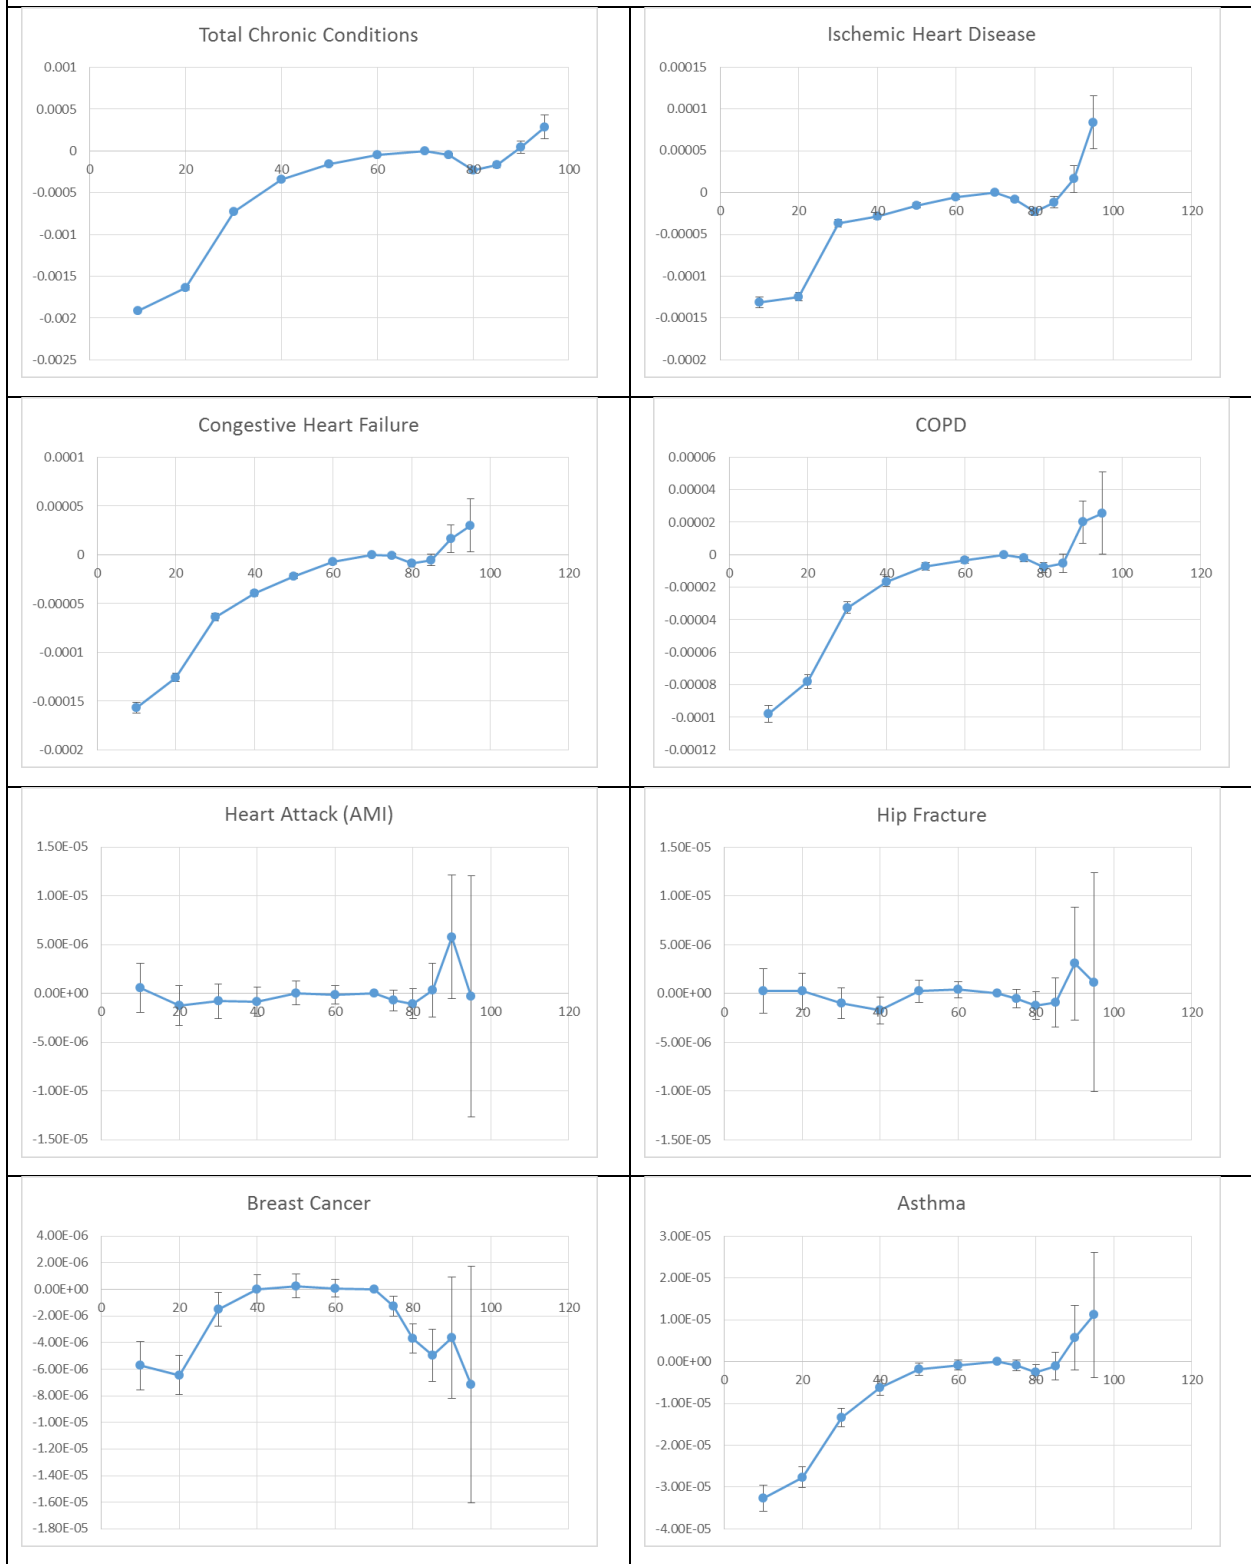 Total Chronic Conditions
0.001
0.0005
0
-0.0005
-0.001
-0.0015
-0.002
-0.0025
0 20 40 60 80 100
Ischemic Heart Disease
0.00015
0.0001
0.00005
0
-0.00005
-0.0001
-0.00015
-0.0002
0 20 40 60 80 100 120
Congestive Heart Failure
0.0001
0.00005
0
-0.00005
-0.0001
-0.00015
-0.0002
0 20 40 60 80 100 120
COPD
0.00006
0.00004
0.00002
0
-0.00002
-0.00004
-0.00006
-0.00008
-0.0001
-0.00012
0 20 40 60 80 100 120
Heart Attack (AMI)
1.50E-05
1.00E-05
5.00E-06
0.00E+00
-5.00E-06
-1.00E-05
-1.50E-05
0 20 40 60 80 100 120
Hip Fracture
1.50E-05
1.00E-05
5.00E-06
0.00E+00
-5.00E-06
-1.00E-05
-1.50E-05
0 20 40 60 80 100 120
Breast Cancer
4.00E-06
2.00E-06
0.00E+00
-2.00E-06
-4.00E-06
-6.00E-06
-8.00E-06
-1.00E-05
-1.20E-05
-1.40E-05
-1.60E-05
-1.80E-05
0 20 40 60 80 100 120
Asthma
3.00E-05
2.00E-05
1.00E-05
0.00E+00
-1.00E-05
-2.00E-05
-3.00E-05
-4.00E-05
0 20 40 60 80 100 120